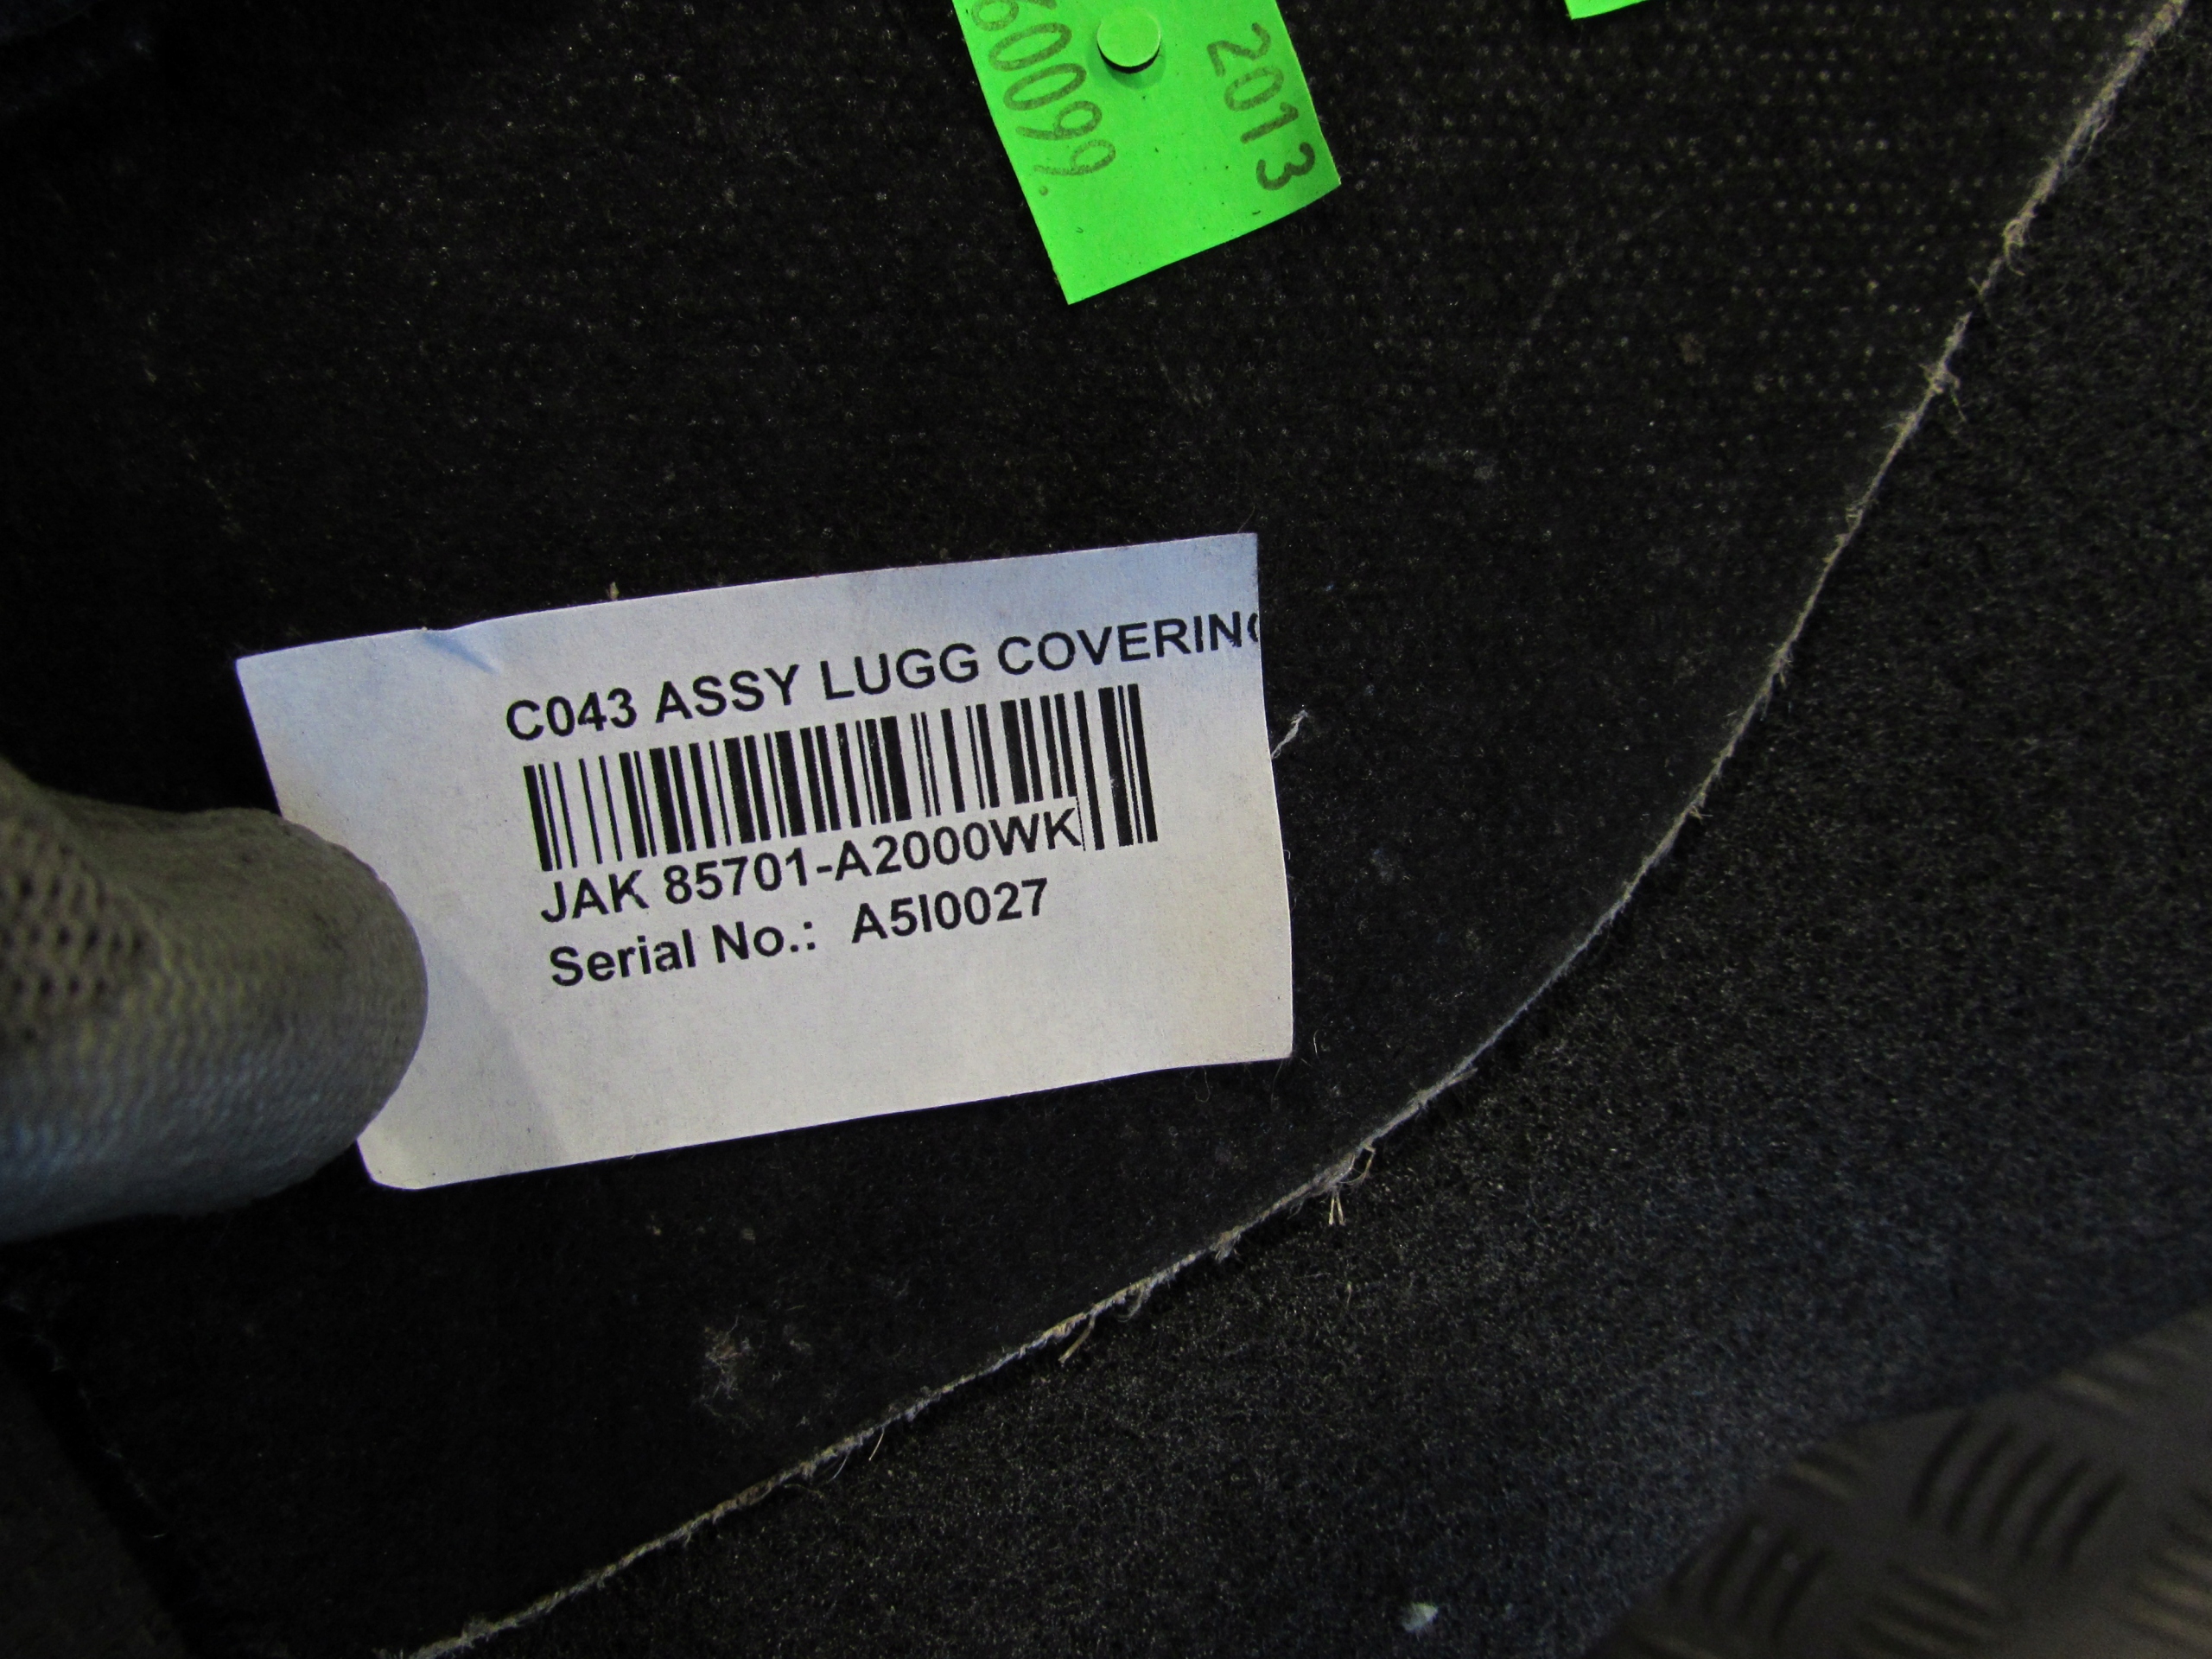 2013
C043 ASSY LUGG COVERING
JAK 85701-A2000WK
Serial No.: A5I0027